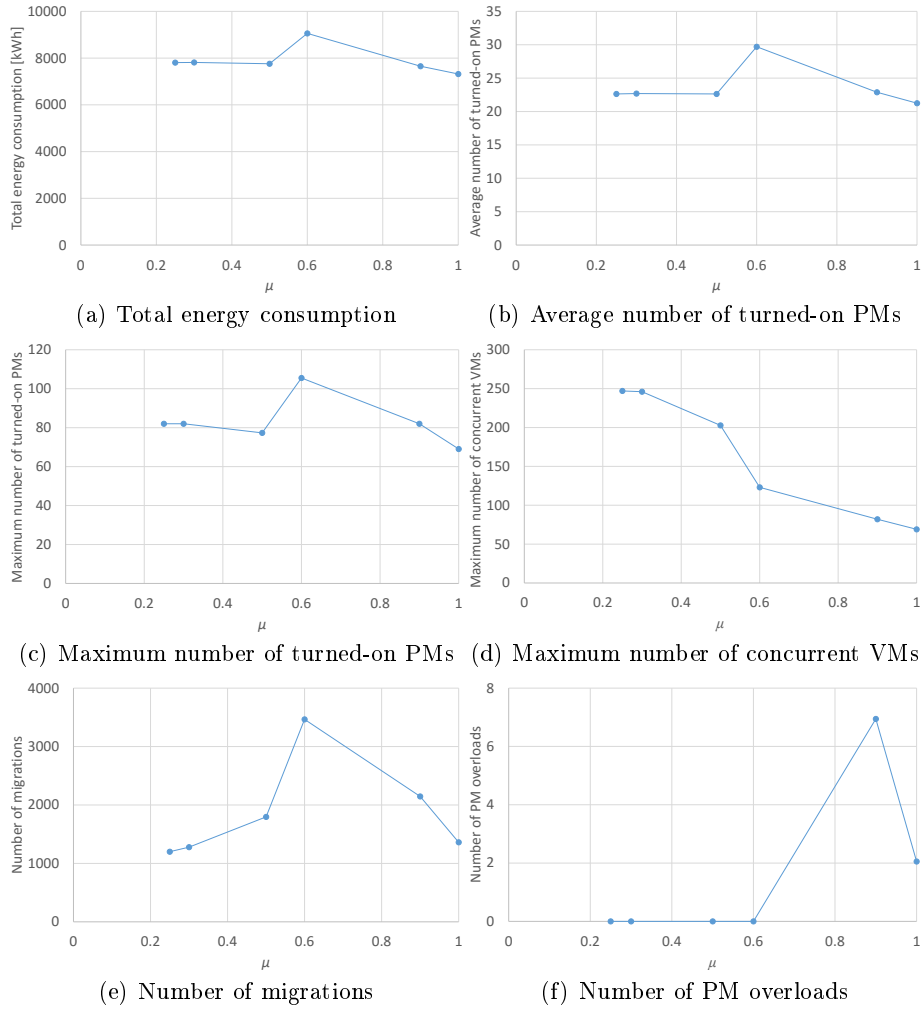 Total energy consumption [kWh]
10000
8000
6000
4000
2000
0
0 0.2 0.4 0.6 0.8 1
μ
(a) Total energy consumption
Average number of turned-on PMs
35
30
25
20
15
10
5
0
0 0.2 0.4 0.6 0.8 1
μ
(b) Average number of turned-on PMs
Maximum number of turned-on PMs
120
100
80
60
40
20
0
0 0.2 0.4 0.6 0.8 1
μ
(c) Maximum number of turned-on PMs
Maximum number of concurrent VMs
300
250
200
150
100
50
0
0 0.2 0.4 0.6 0.8 1
μ
(d) Maximum number of concurrent VMs
Number of migrations
4000
3000
2000
1000
0
0 0.2 0.4 0.6 0.8 1
μ
(e) Number of migrations
Number of PM overloads
8
6
4
2
0
0 0.2 0.4 0.6 0.8 1
μ
(f) Number of PM overloads